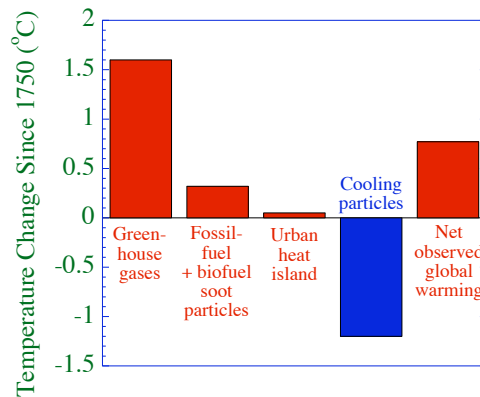 Temperature Change Since 1750 (°C)
2
1.5
1
0.5
0
-0.5
-1
-1.5
Green-
house
gases
Fossil-
fuel
+ biofuel
soot
particles
Urban
heat
island
Cooling
particles
Net
observed
global
warming